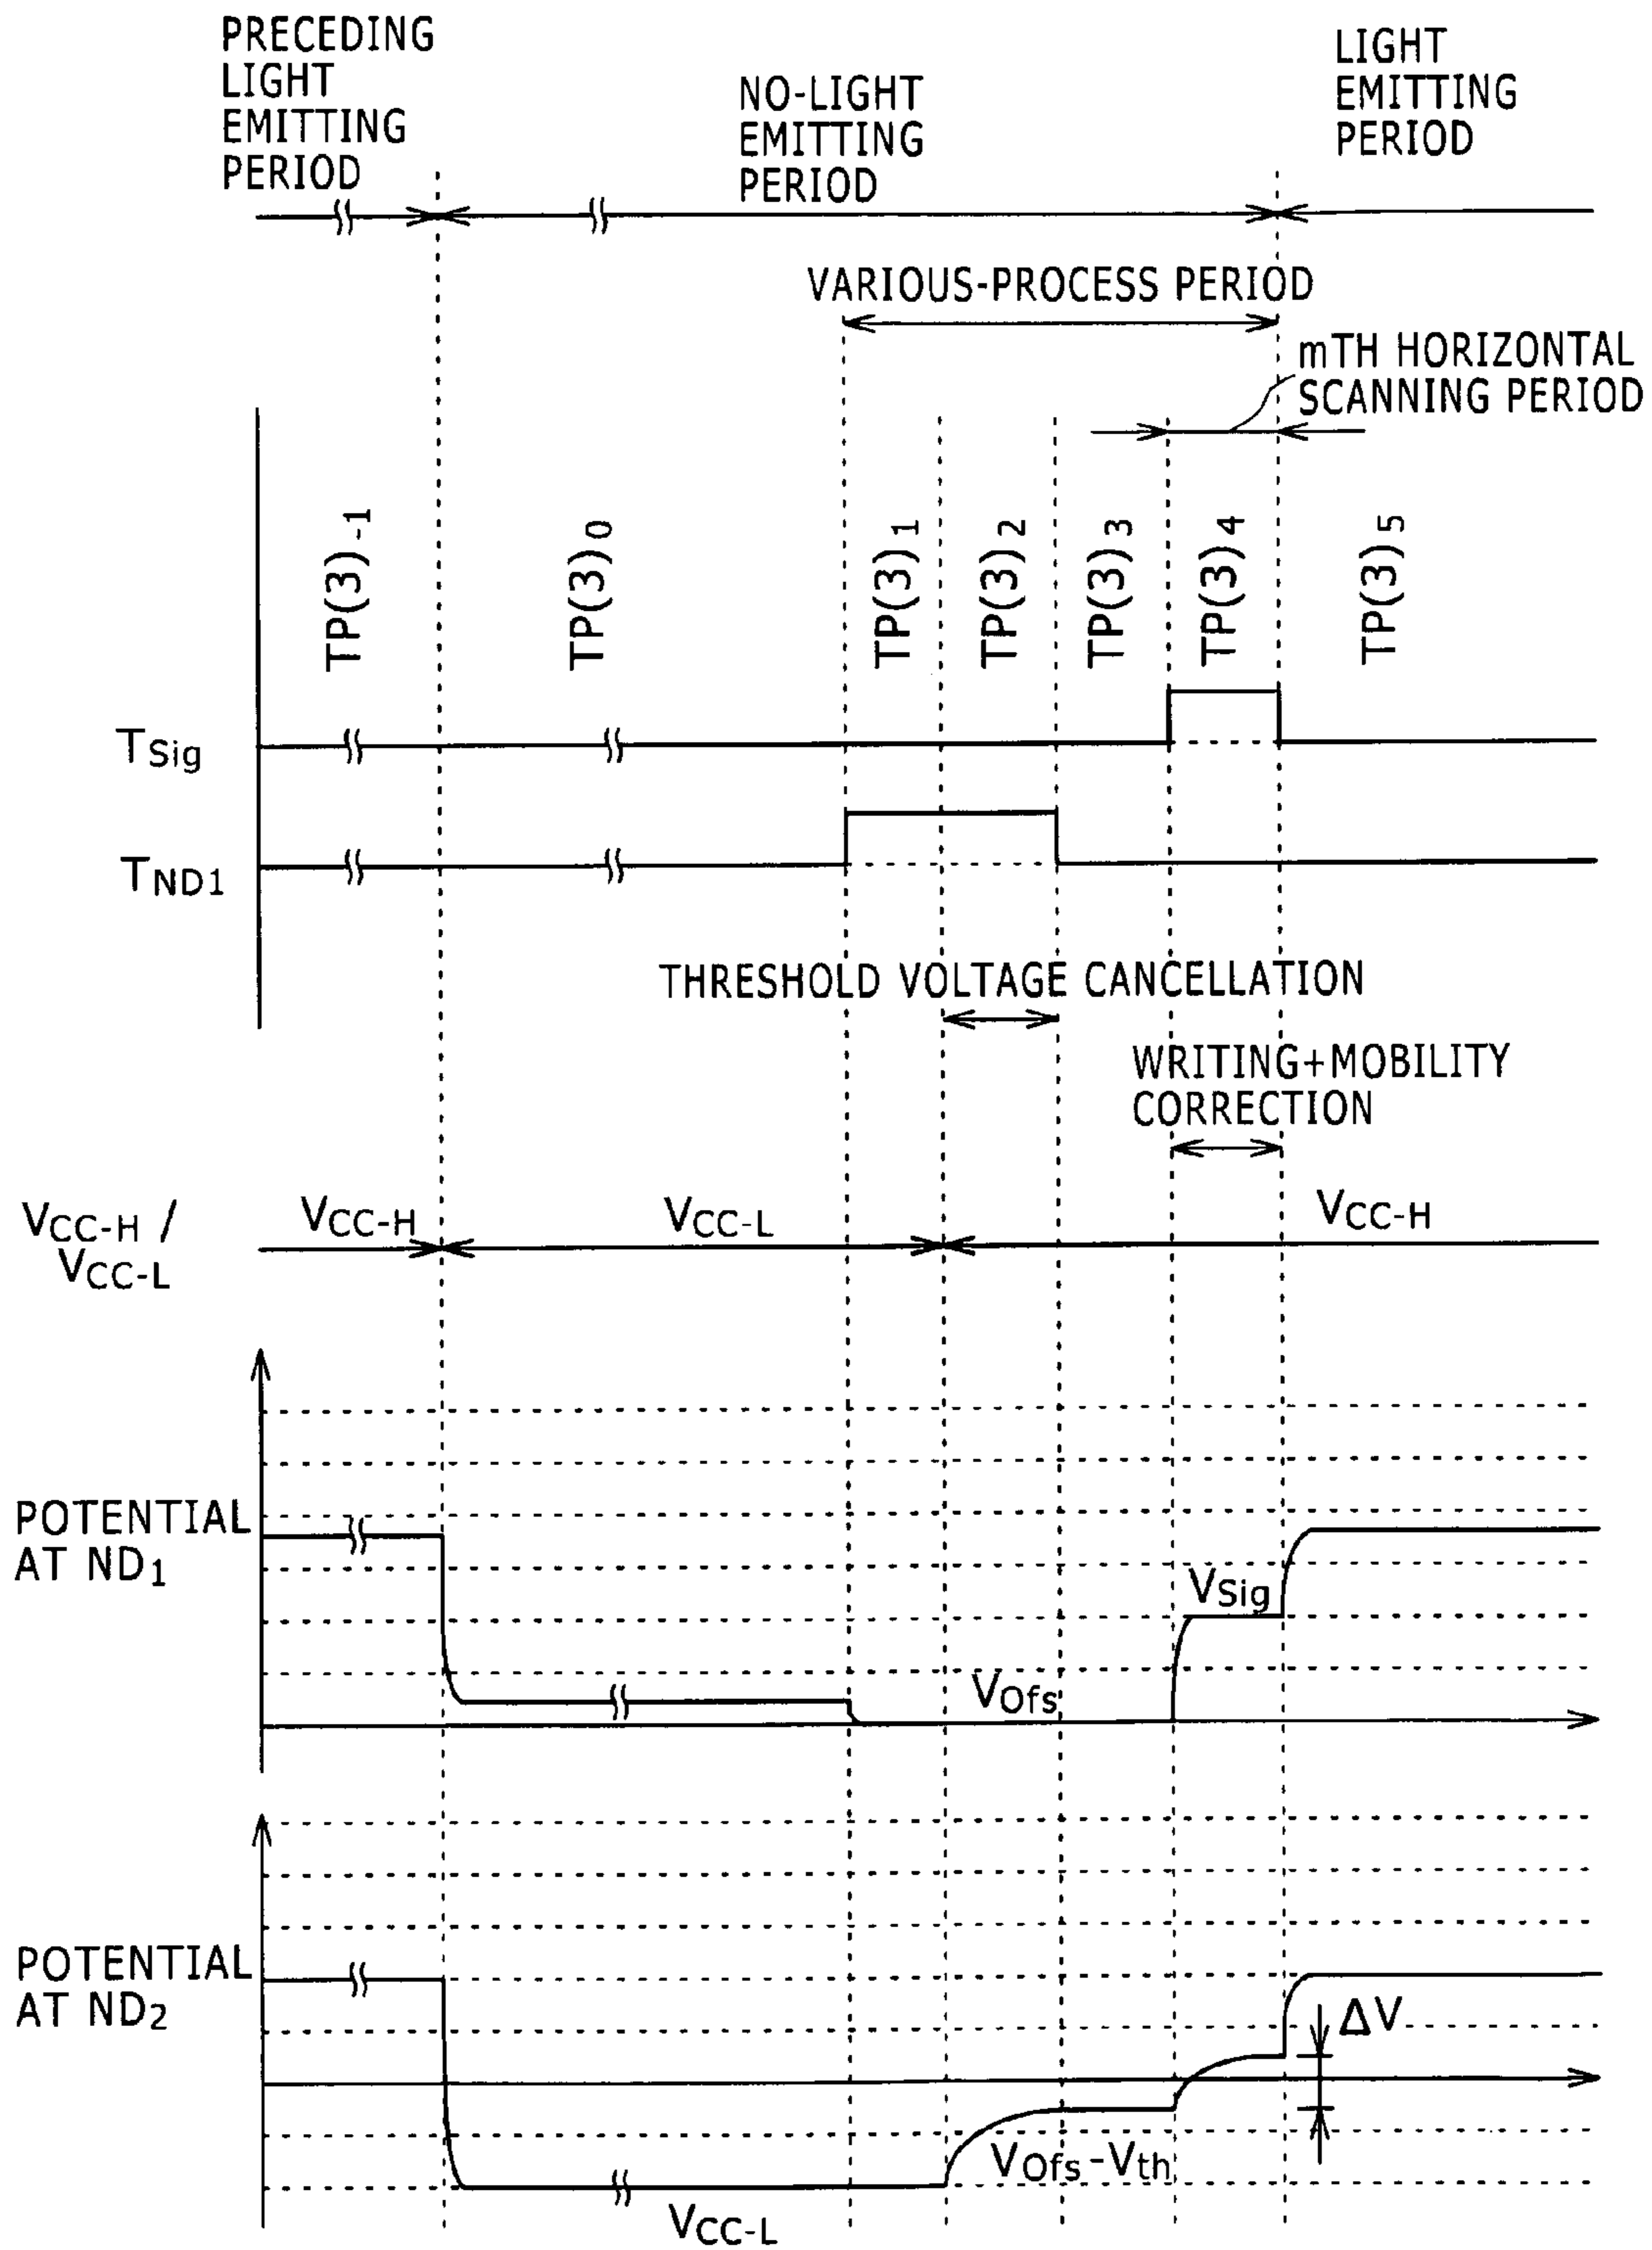 PRECEDING
LIGHT
EMITTING
PERIOD
NO-LIGHT
EMITTING
PERIOD
LIGHT
EMITTING
PERIOD
VARIOUS-PROCESS PERIOD
mTH HORIZONTAL
SCANNING PERIOD
TP(3)-1
TP(3)0
TP(3)1
TP(3)2
TP(3)3
TP(3)4
TP(3)5
TSig
TND1
THRESHOLD VOLTAGE CANCELLATION
WRITING+MOBILITY
CORRECTION
VCC-H /
VCC-L
VCC-H
VCC-L
VCC-H
POTENTIAL
AT ND1
VSig
VOfs
POTENTIAL
AT ND2
ΔV
VOfs-Vth
VCC-L